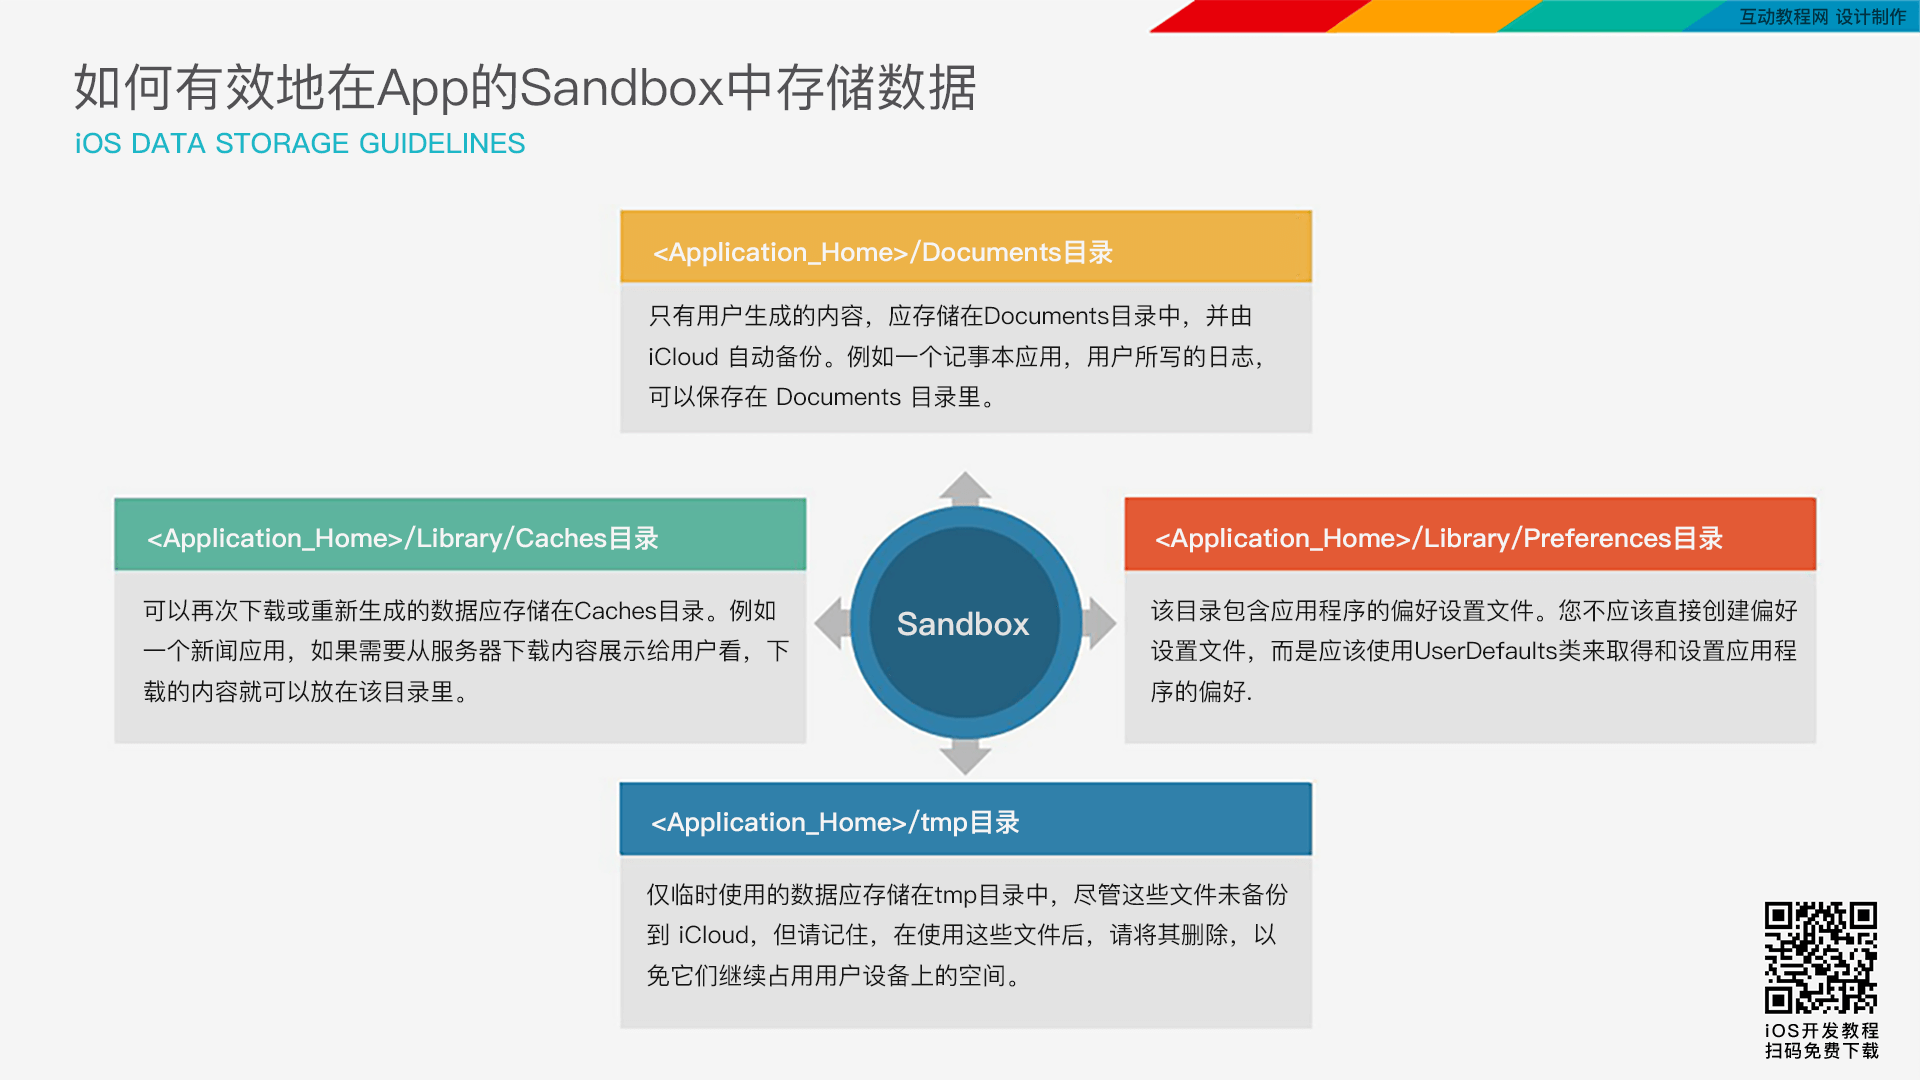 互动教程网 设计制作
如何有效地在App的Sandbox中存储数据
iOS DATA STORAGE GUIDELINES
<Application_Home>/Documents目录
只有用户生成的内容，应存储在Documents目录中，并由
iCloud 自动备份。例如一个记事本应用，用户所写的日志，
可以保存在 Documents 目录里。
<Application_Home>/Library/Caches目录
可以再次下载或重新生成的数据应存储在Caches目录。例如
一个新闻应用，如果需要从服务器下载内容展示给用户看，下
载的内容就可以放在该目录里。
Sandbox
<Application_Home>/Library/Preferences目录
该目录包含应用程序的偏好设置文件。您不应该直接创建偏好
设置文件，而是应该使用UserDefaults类来取得和设置应用程
序的偏好.
<Application_Home>/tmp目录
仅临时使用的数据应存储在tmp目录中，尽管这些文件未备份
到 iCloud，但请记住，在使用这些文件后，请将其删除，以
免它们继续占用用户设备上的空间。
iOS开发教程
扫码免费下载